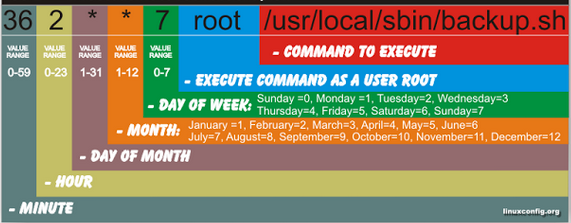 36 2 * * 7 root /usr/local/sbin/backup.sh
VALUE RANGE VALUE RANGE VALUE RANGE VALUE RANGE VALUE RANGE
0-59 0-23 1-31 1-12 0-7
- COMMAND TO EXECUTE
- EXECUTE COMMAND AS A USER ROOT
- DAY OF WEEK: Sunday =0, Monday =1, Tuesday=2, Wednesday=3
Thursday=4, Friday=5, Saturday=6, Sunday=7
- MONTH: January =1, February=2, March=3, April=4, May=5, June=6
July=7, August=8, September=9, October=10, November=11, December=12
- DAY OF MONTH
- HOUR
- MINUTE
linuxconfig.org